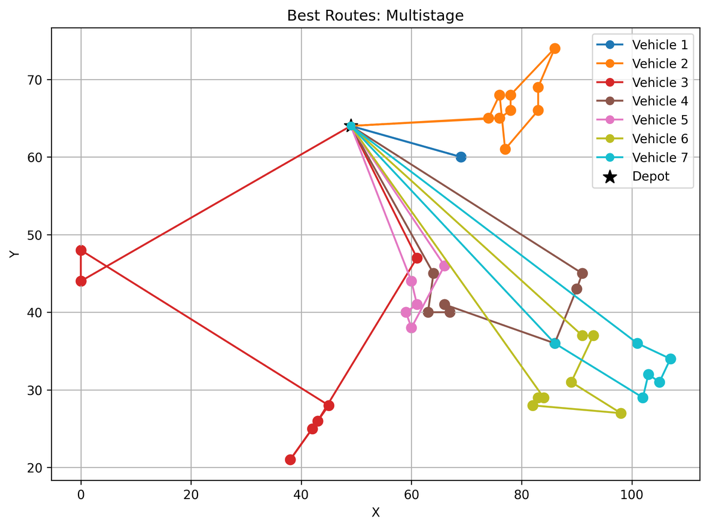 Best Routes: Multistage
Vehicle 1
Vehicle 2
Vehicle 3
Vehicle 4
Vehicle 5
Vehicle 6
Vehicle 7
Depot
70
60
50
40
30
20
Y
0 20 40 60 80 100
X